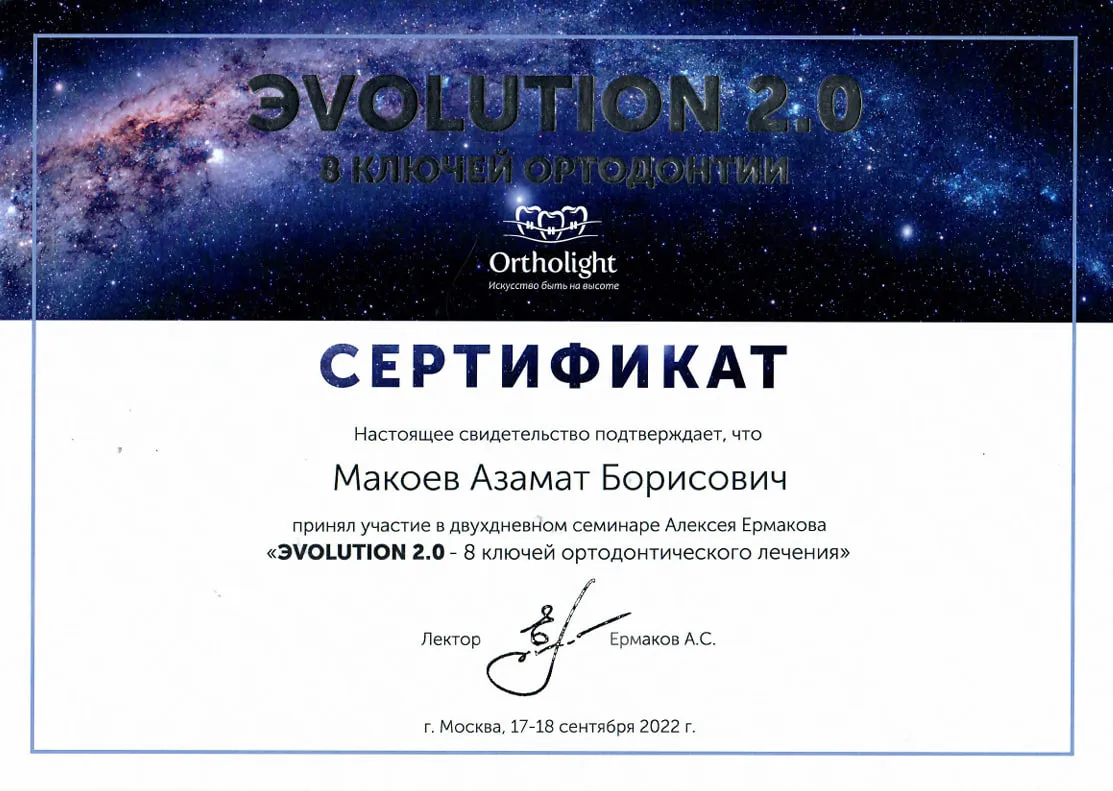 ЭVOLUTION 2.0
8 КЛЮЧЕЙ ОРТОДОНТИИ
Ortholight
Искусство быть на высоте
СЕРТИФИКАТ
Настоящее свидетельство подтверждает, что
Макоев Азамат Борисович
принял участие в двухдневном семинаре Алексея Ермакова
«ЭVOLUTION 2.0 - 8 ключей ортодонтического лечения»
Лектор Ермаков А.С.
г. Москва, 17-18 сентября 2022 г.